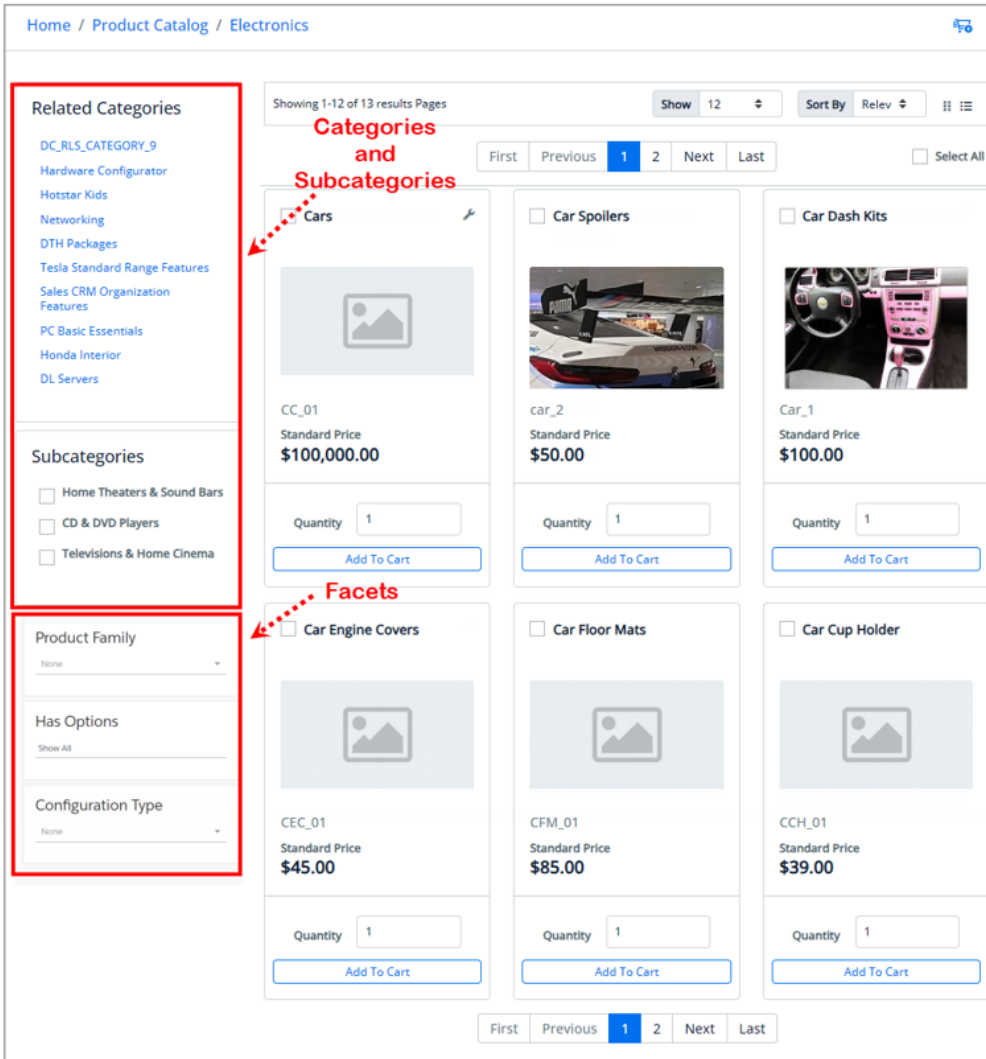 Home / Product Catalog / Electronics
Related Categories
DC_RLS_CATEGORY_9
Hardware Configurator
Hotstar Kids
Networking
DTH Packages
Tesla Standard Range Features
Sales CRM Organization
Features
PC Basic Essentials
Honda Interior
DL Servers
Subcategories
Home Theaters & Sound Bars
CD & DVD Players
Televisions & Home Cinema
Product Family
None
Has Options
Show All
Configuration Type
None
Categories
and
Subcategories
Facets
Showing 1-12 of 13 results Pages
Show 12
Sort By Relev
First Previous 1 2 Next Last
Select All
Cars
CC_01
Standard Price
$100,000.00
Quantity 1
Add To Cart
Car Spoilers
PUMA
car_2
Standard Price
$50.00
Quantity 1
Add To Cart
Car Dash Kits
Car_1
Standard Price
$100.00
Quantity 1
Add To Cart
Car Engine Covers
CEC_01
Standard Price
$45.00
Quantity 1
Add To Cart
Car Floor Mats
CFM_01
Standard Price
$85.00
Quantity 1
Add To Cart
Car Cup Holder
CCH_01
Standard Price
$39.00
Quantity 1
Add To Cart
First Previous 1 2 Next Last